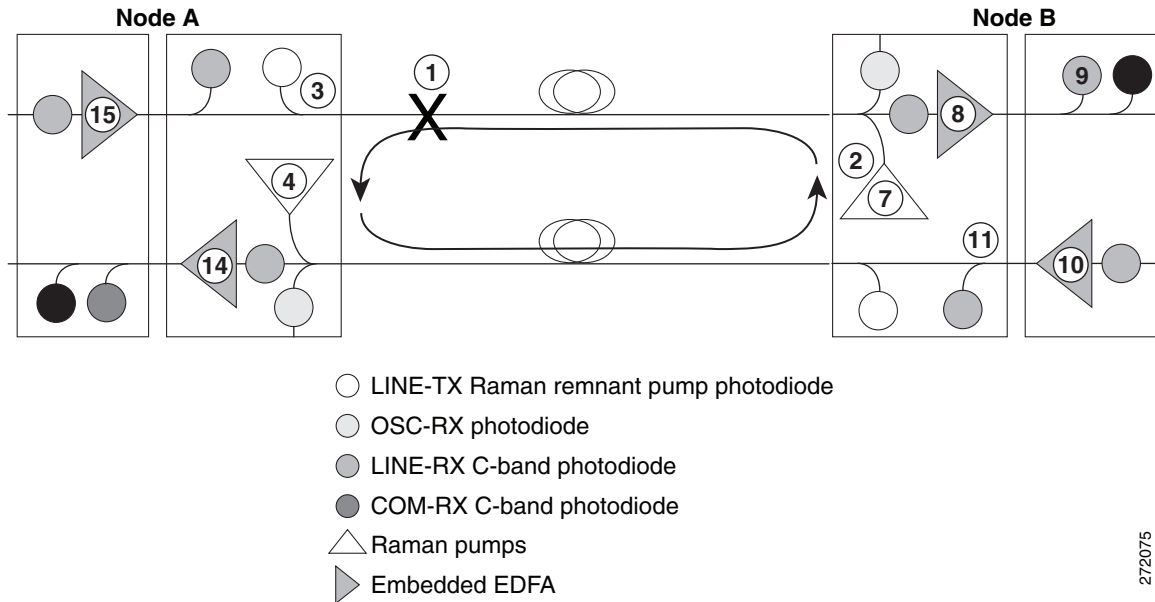 Node A
Node B
1
9
15
3
8
2
4
7
11
14
10
X
LINE-TX Raman remnant pump photodiode
OSC-RX photodiode
LINE-RX C-band photodiode
COM-RX C-band photodiode
Raman pumps
Embedded EDFA
272075